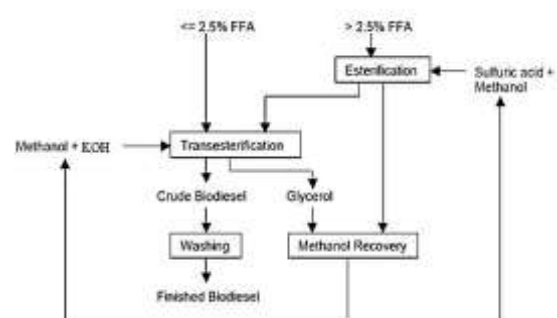 <= 2.5% FFA
> 2.5% FFA
Esterification
Sulfuric acid +
Methanol
Methanol + KOH
Transesterification
Crude Biodiesel
Glycerol
Washing
Methanol Recovery
Finished Biodiesel